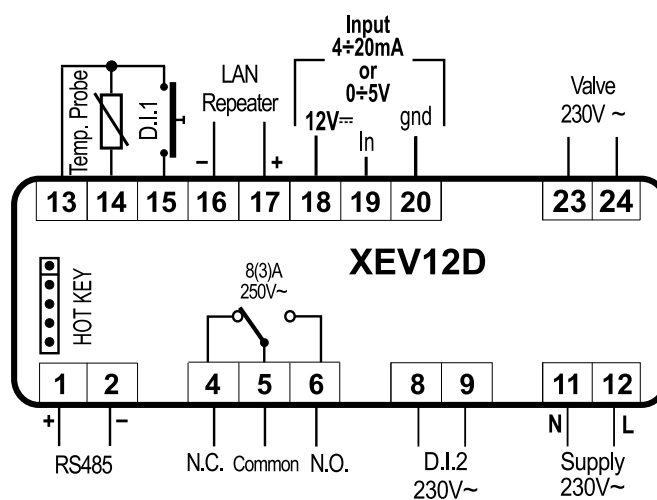 Input
4÷20mA
or
0÷5V
LAN
Repeater
Valve
230V ~
Temp. Probe
D.I.1
12V⎓
In
gnd
– +
13 14 15 16 17 18 19 20 23 24
XEV12D
HOT KEY
8(3)A
250V~
1 2 4 5 6 8 9 11 12
+ –
N L
RS485
N.C. Common N.O.
D.I.2
230V~
Supply
230V~